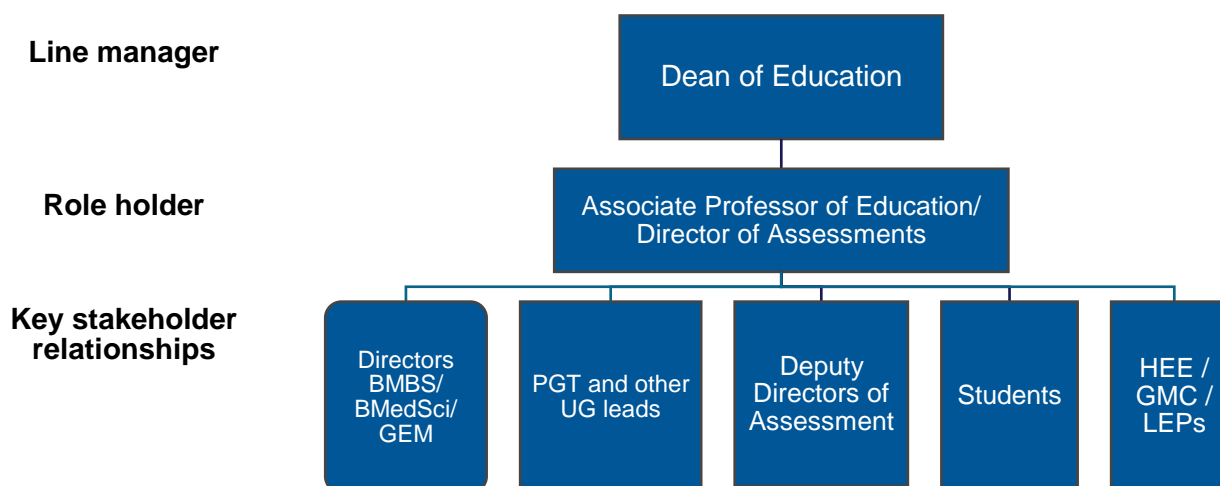 Line manager
Dean of Education
Role holder
Associate Professor of Education/
Director of Assessments
Key stakeholder
relationships
Directors
BMBS/
BMedSci/
GEM
PGT and other
UG leads
Deputy
Directors of
Assessment
Students
HEE /
GMC /
LEPs